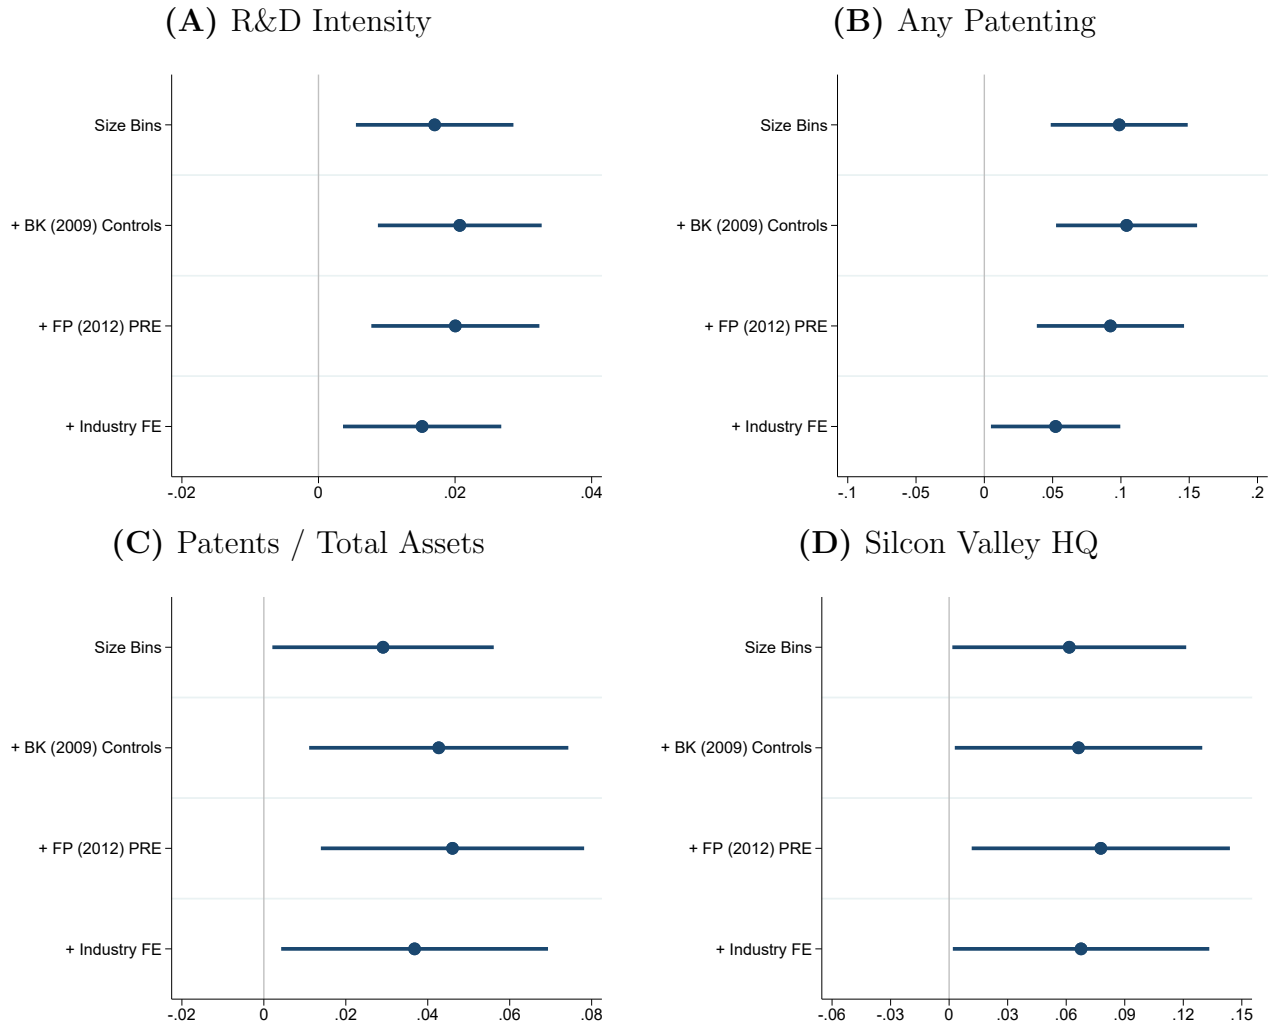 (A) R&D Intensity
Size Bins
+ BK (2009) Controls
+ FP (2012) PRE
+ Industry FE
-.02 0 .02 .04
(B) Any Patenting
Size Bins
+ BK (2009) Controls
+ FP (2012) PRE
+ Industry FE
-.1 -.05 0 .05 .1 .15 .2
(C) Patents / Total Assets
Size Bins
+ BK (2009) Controls
+ FP (2012) PRE
+ Industry FE
-.02 0 .02 .04 .06 .08
(D) Silcon Valley HQ
Size Bins
+ BK (2009) Controls
+ FP (2012) PRE
+ Industry FE
-.06 -.03 0 .03 .06 .09 .12 .15